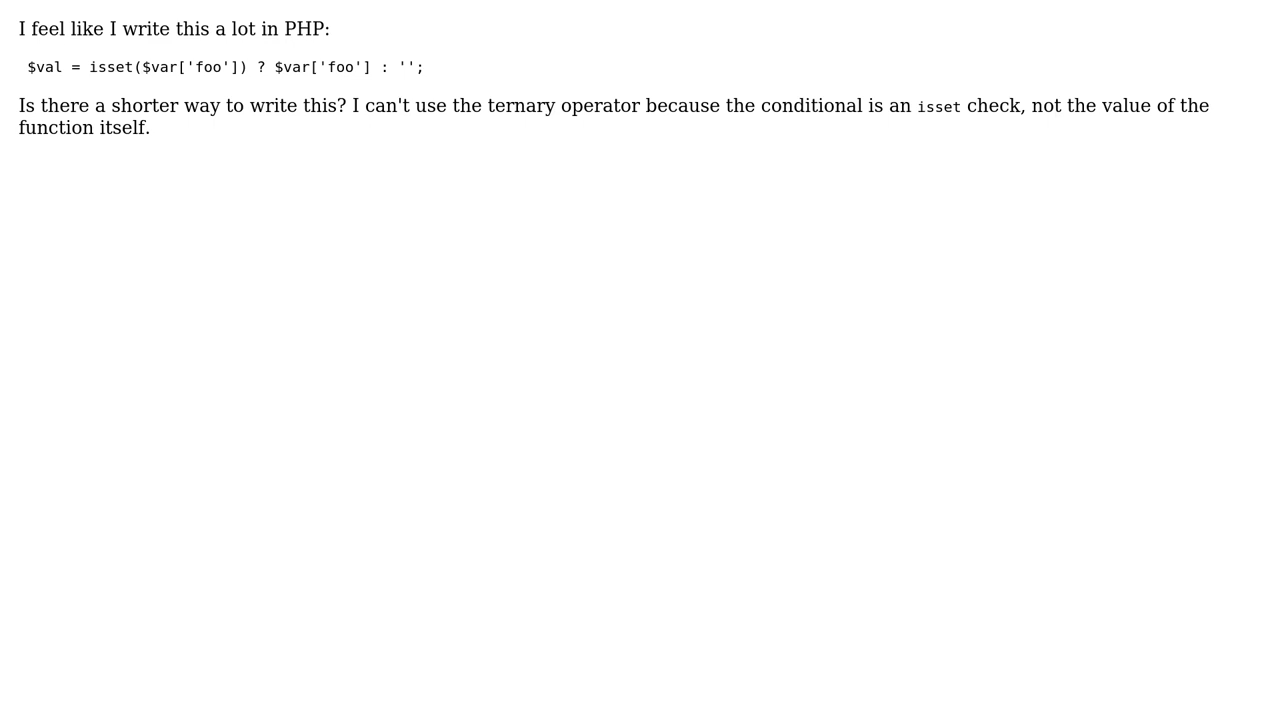 I feel like I write this a lot in PHP:
$val = isset($var['foo']) ? $var['foo'] : '';
Is there a shorter way to write this? I can't use the ternary operator because the conditional is an isset check, not the value of the
function itself.